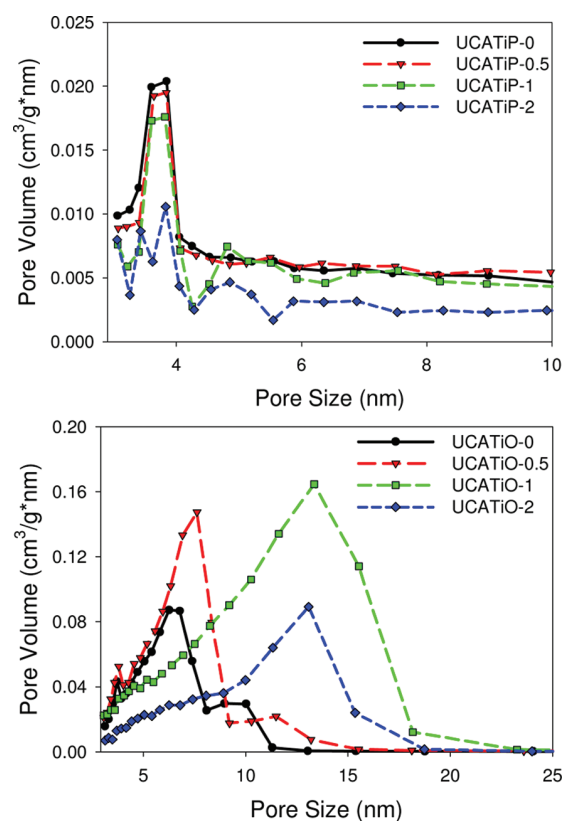 0.025
0.020
0.015
0.010
0.005
0.000
Pore Volume (cm³/g*nm)
UCATiP-0
UCATiP-0.5
UCATiP-1
UCATiP-2
4 6 8 10
Pore Size (nm)
0.20
0.16
0.12
0.08
0.04
0.00
Pore Volume (cm³/g*nm)
UCATiO-0
UCATiO-0.5
UCATiO-1
UCATiO-2
5 10 15 20 25
Pore Size (nm)